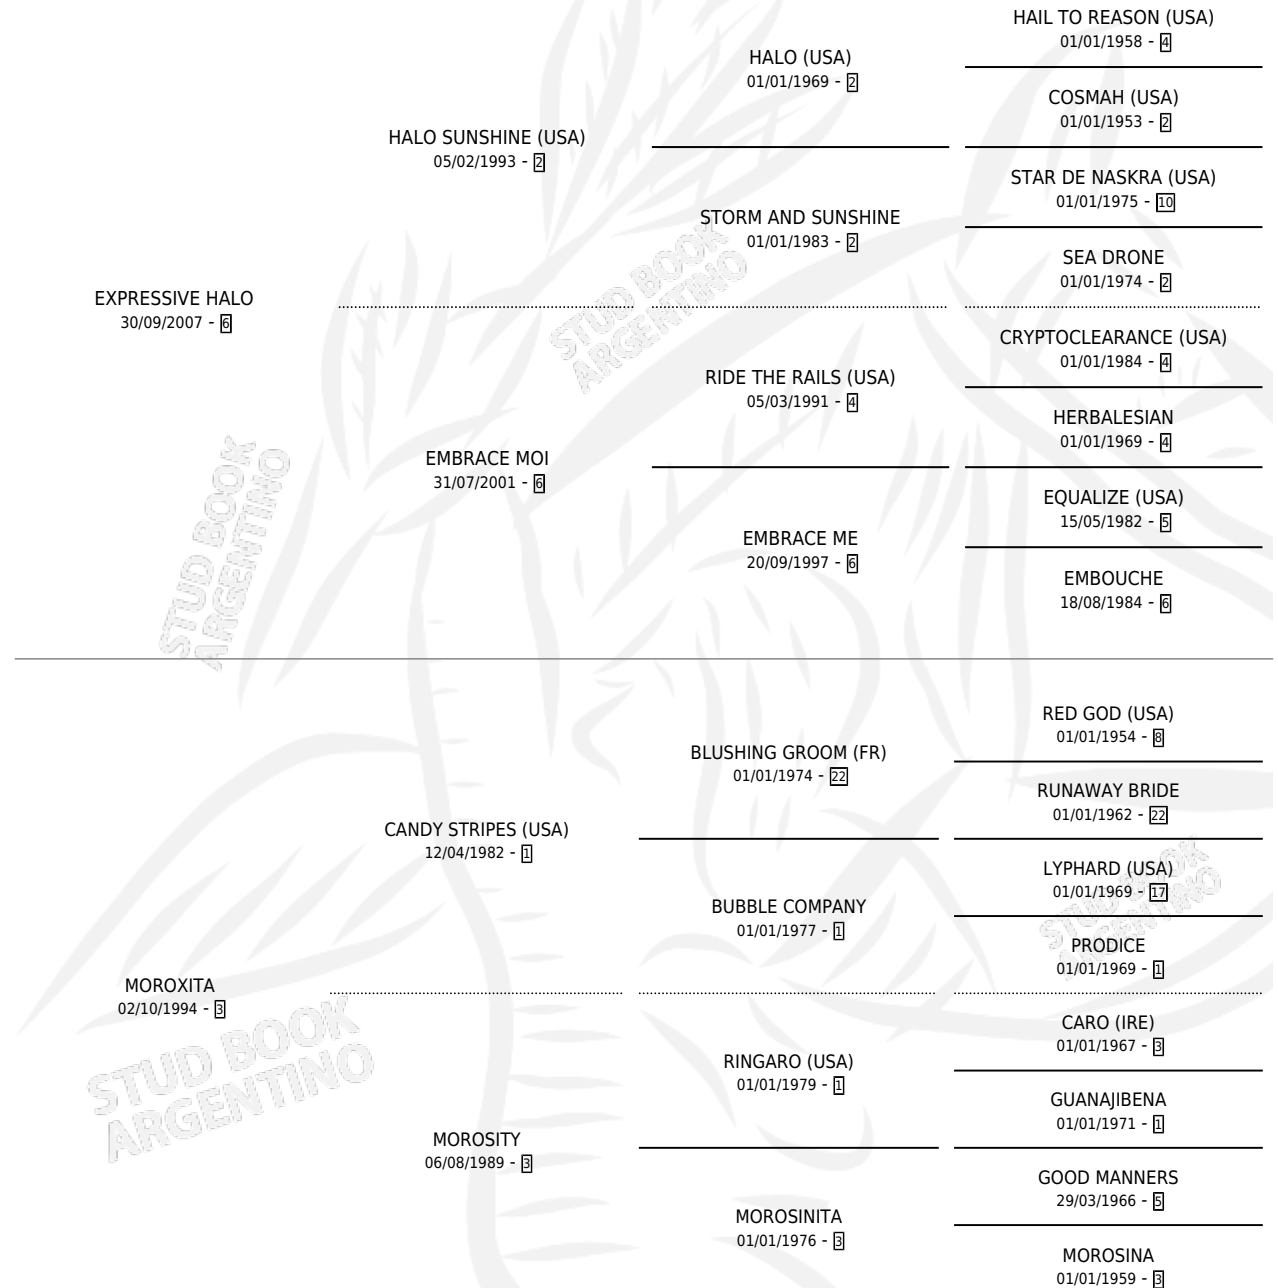 HAIL TO REASON (USA)
01/01/1958 - 4
HALO (USA)
01/01/1969 - 2
COSMAH (USA)
01/01/1953 - 2
HALO SUNSHINE (USA)
05/02/1993 - 2
STAR DE NASKRA (USA)
01/01/1975 - 10
STORM AND SUNSHINE
01/01/1983 - 2
SEA DRONE
01/01/1974 - 2
EXPRESSIVE HALO
30/09/2007 - 6
STUD BOOK
ARGENTINO
CRYPTOCLEARANCE (USA)
01/01/1984 - 4
RIDE THE RAILS (USA)
05/03/1991 - 4
HERBALESIAN
01/01/1969 - 4
EMBRACE MOI
31/07/2001 - 6
EQUALIZE (USA)
15/05/1982 - 5
EMBRACE ME
20/09/1997 - 6
EMBOUCHE
18/08/1984 - 6
STUD BOOK
ARGENTINO
RED GOD (USA)
01/01/1954 - 8
BLUSHING GROOM (FR)
01/01/1974 - 22
RUNAWAY BRIDE
01/01/1962 - 22
CANDY STRIPES (USA)
12/04/1982 - 1
LYPHARD (USA)
01/01/1969 - 17
BUBBLE COMPANY
01/01/1977 - 1
STUD BOOK
ARGENTINO
PRODICE
01/01/1969 - 1
MOROXITA
02/10/1994 - 3
CARO (IRE)
01/01/1967 - 3
RINGARO (USA)
01/01/1979 - 1
GUANAJIBENA
01/01/1971 - 1
STUD BOOK
ARGENTINO
MOROSITY
06/08/1989 - 3
GOOD MANNERS
29/03/1966 - 5
MOROSINITA
01/01/1976 - 3
MOROSINA
01/01/1959 - 3